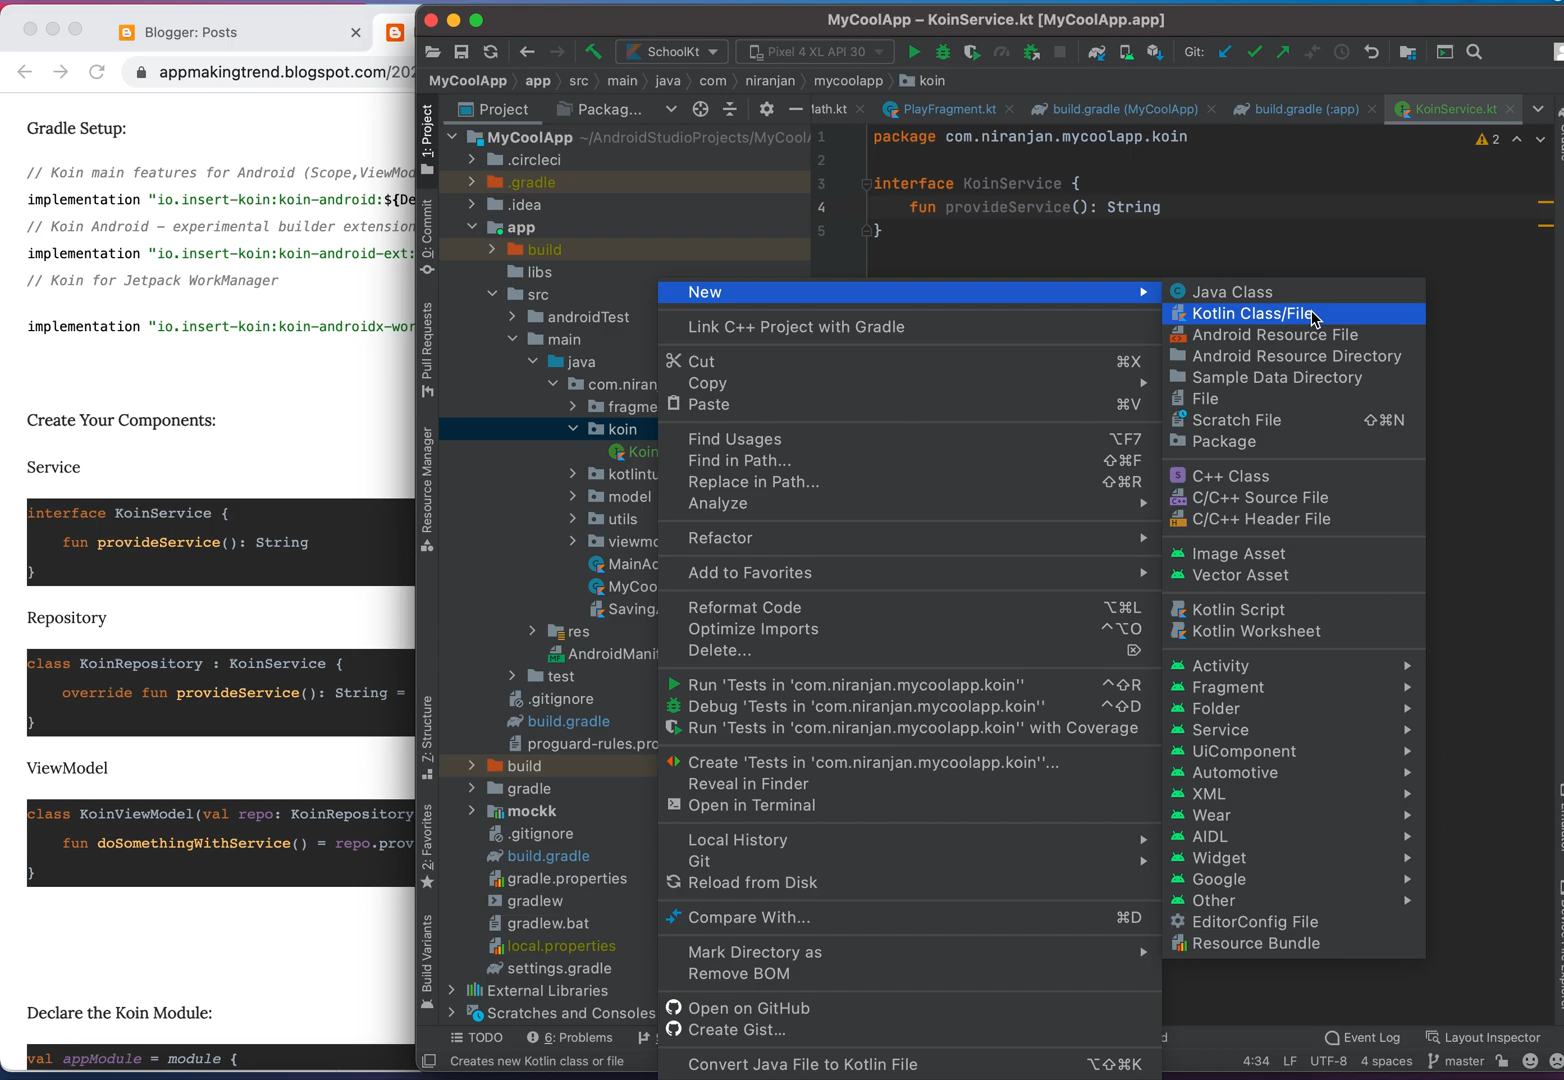 Blogger: Posts
appmakingtrend.blogspot.com/202
Gradle Setup:
// Koin main features for Android (Scope,ViewMod
implementation "io.insert-koin:koin-android:${De
// Koin Android – experimental builder extension
implementation "io.insert-koin:koin-android-ext:
// Koin for Jetpack WorkManager
implementation "io.insert-koin:koin-androidx-wor
Create Your Components:
Service
interface KoinService {
fun provideService(): String
}
Repository
class KoinRepository : KoinService {
override fun provideService(): String =
}
ViewModel
class KoinViewModel(val repo: KoinRepository
fun doSomethingWithService() = repo.prov
}
Declare the Koin Module:
val appModule = module {
MyCoolApp – KoinService.kt [MyCoolApp.app]
SchoolKt
Pixel 4 XL API 30
Git:
MyCoolApp
app
src
main
java
com
niranjan
mycoolapp
koin
Project
Packag...
lath.kt
PlayFragment.kt
build.gradle (MyCoolApp)
build.gradle (:app)
KoinService.kt
1: Project
0: Commit
Pull Requests
Resource Manager
7: Structure
2: Favorites
Build Variants
MyCoolApp ~/AndroidStudioProjects/MyCoolA
.circleci
.gradle
.idea
app
build
libs
src
androidTest
main
java
com.niran
fragme
koin
Koin
kotlintu
model
utils
viewmo
MainAc
MyCoo
Saving
res
AndroidManif
test
.gitignore
build.gradle
proguard-rules.pro
build
gradle
mockk
.gitignore
build.gradle
gradle.properties
gradlew
gradlew.bat
local.properties
settings.gradle
External Libraries
Scratches and Consoles
1 package com.niranjan.mycoolapp.koin
2
3 interface KoinService {
4 fun provideService(): String
5 }
2
New
Link C++ Project with Gradle
Cut ⌘X
Copy
Paste ⌘V
Find Usages ⌥F7
Find in Path... ⇧⌘F
Replace in Path... ⇧⌘R
Analyze
Refactor
Add to Favorites
Reformat Code ⌥⌘L
Optimize Imports ^⌥O
Delete... ⌦
Run 'Tests in 'com.niranjan.mycoolapp.koin'' ^⇧R
Debug 'Tests in 'com.niranjan.mycoolapp.koin'' ^⇧D
Run 'Tests in 'com.niranjan.mycoolapp.koin'' with Coverage
Create 'Tests in 'com.niranjan.mycoolapp.koin''...
Reveal in Finder
Open in Terminal
Local History
Git
Reload from Disk
Compare With... ⌘D
Mark Directory as
Remove BOM
Open on GitHub
Create Gist...
Convert Java File to Kotlin File ⌥⇧⌘K
Java Class
Kotlin Class/File
Android Resource File
Android Resource Directory
Sample Data Directory
File
Scratch File ⇧⌘N
Package
C++ Class
C/C++ Source File
C/C++ Header File
Image Asset
Vector Asset
Kotlin Script
Kotlin Worksheet
Activity
Fragment
Folder
Service
UiComponent
Automotive
XML
Wear
AIDL
Widget
Google
Other
EditorConfig File
Resource Bundle
TODO
6: Problems
Event Log
Layout Inspector
Creates new Kotlin class or file
4:34 LF UTF-8 4 spaces master